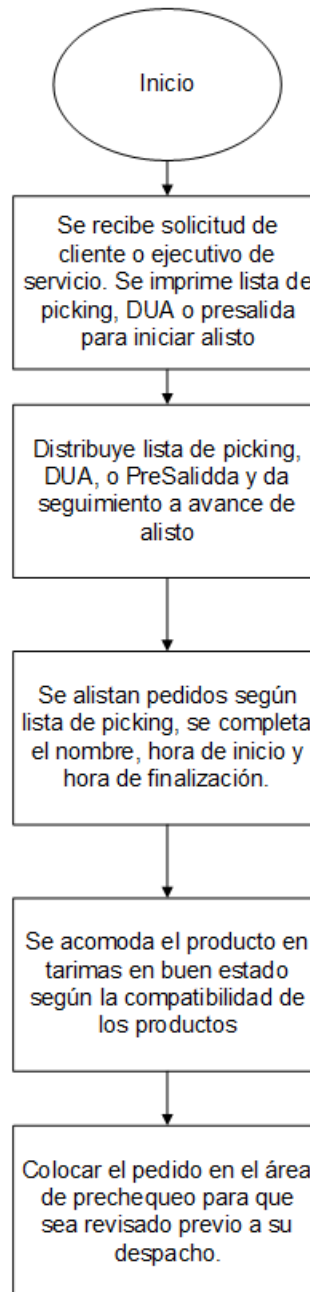 Inicio
Se recibe solicitud de
cliente o ejecutivo de
servicio. Se imprime lista de
picking, DUA o presalida
para iniciar alisto
Distribuye lista de picking,
DUA, o PreSalidda y da
seguimiento a avance de
alisto
Se alistan pedidos según
lista de picking, se completa
el nombre, hora de inicio y
hora de finalización.
Se acomoda el producto en
tarimas en buen estado
según la compatibilidad de
los productos
Colocar el pedido en el área
de prechequeo para que
sea revisado previo a su
despacho.